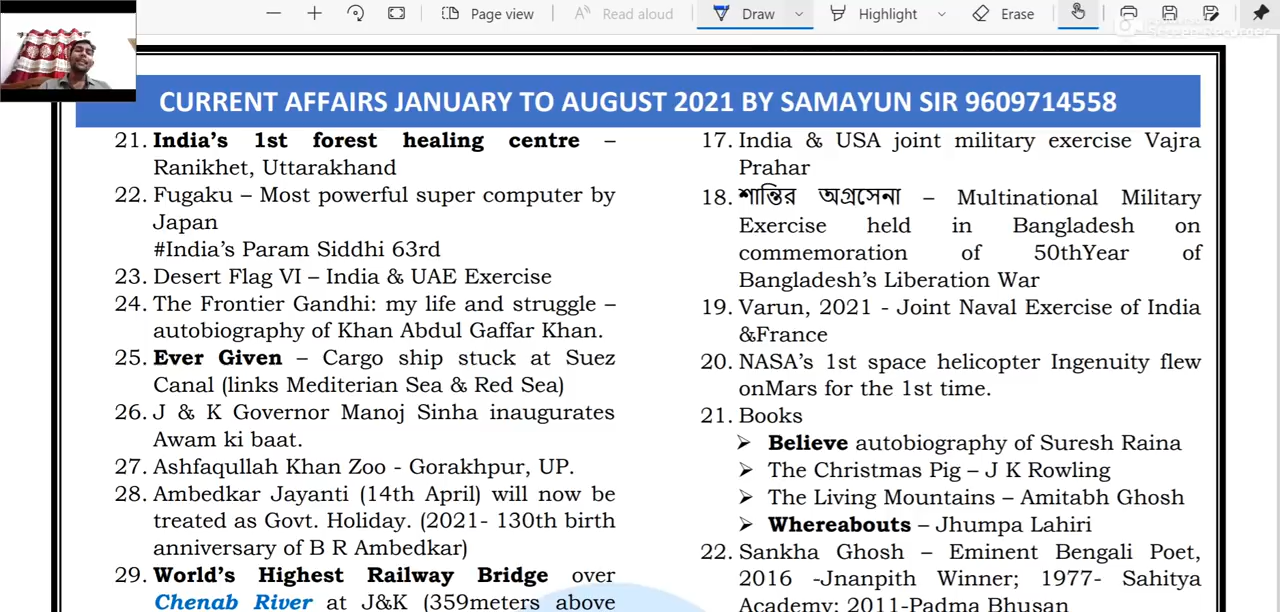 Page view
Read aloud
Draw
Highlight
Erase
Screen Recorder
CURRENT AFFAIRS JANUARY TO AUGUST 2021 BY SAMAYUN SIR 9609714558
21. India's 1st forest healing centre –
Ranikhet, Uttarakhand
22. Fugaku – Most powerful super computer by
Japan
#India's Param Siddhi 63rd
23. Desert Flag VI – India & UAE Exercise
24. The Frontier Gandhi: my life and struggle –
autobiography of Khan Abdul Gaffar Khan.
25. Ever Given – Cargo ship stuck at Suez
Canal (links Mediterian Sea & Red Sea)
26. J & K Governor Manoj Sinha inaugurates
Awam ki baat.
27. Ashfaqullah Khan Zoo - Gorakhpur, UP.
28. Ambedkar Jayanti (14th April) will now be
treated as Govt. Holiday. (2021- 130th birth
anniversary of B R Ambedkar)
29. World's Highest Railway Bridge over
Chenab River at J&K (359meters above
17. India & USA joint military exercise Vajra
Prahar
18. শান্তির অগ্রসেনা – Multinational Military
Exercise held in Bangladesh on
commemoration of 50thYear of
Bangladesh's Liberation War
19. Varun, 2021 - Joint Naval Exercise of India
&France
20. NASA's 1st space helicopter Ingenuity flew
onMars for the 1st time.
21. Books
➢ Believe autobiography of Suresh Raina
➢ The Christmas Pig – J K Rowling
➢ The Living Mountains – Amitabh Ghosh
➢ Whereabouts – Jhumpa Lahiri
22. Sankha Ghosh – Eminent Bengali Poet,
2016 -Jnanpith Winner; 1977- Sahitya
Academy; 2011-Padma Bhusan